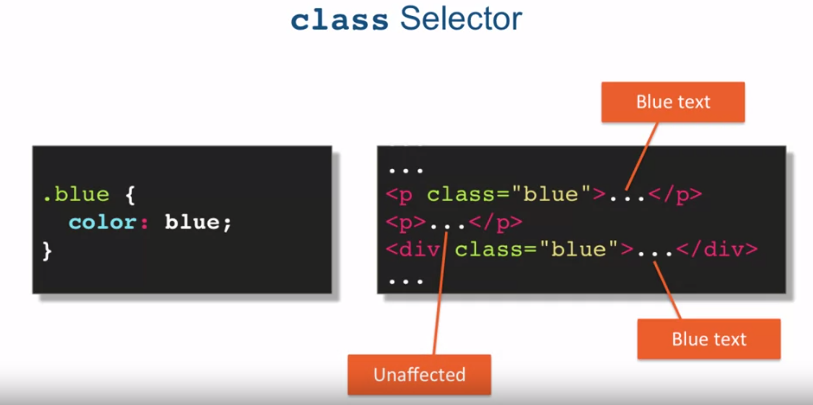 class Selector
Blue text
.blue {
color: blue;
}
...
<p class="blue">...</p>
<p>...</p>
<div class="blue">...</div>
...
Blue text
Unaffected